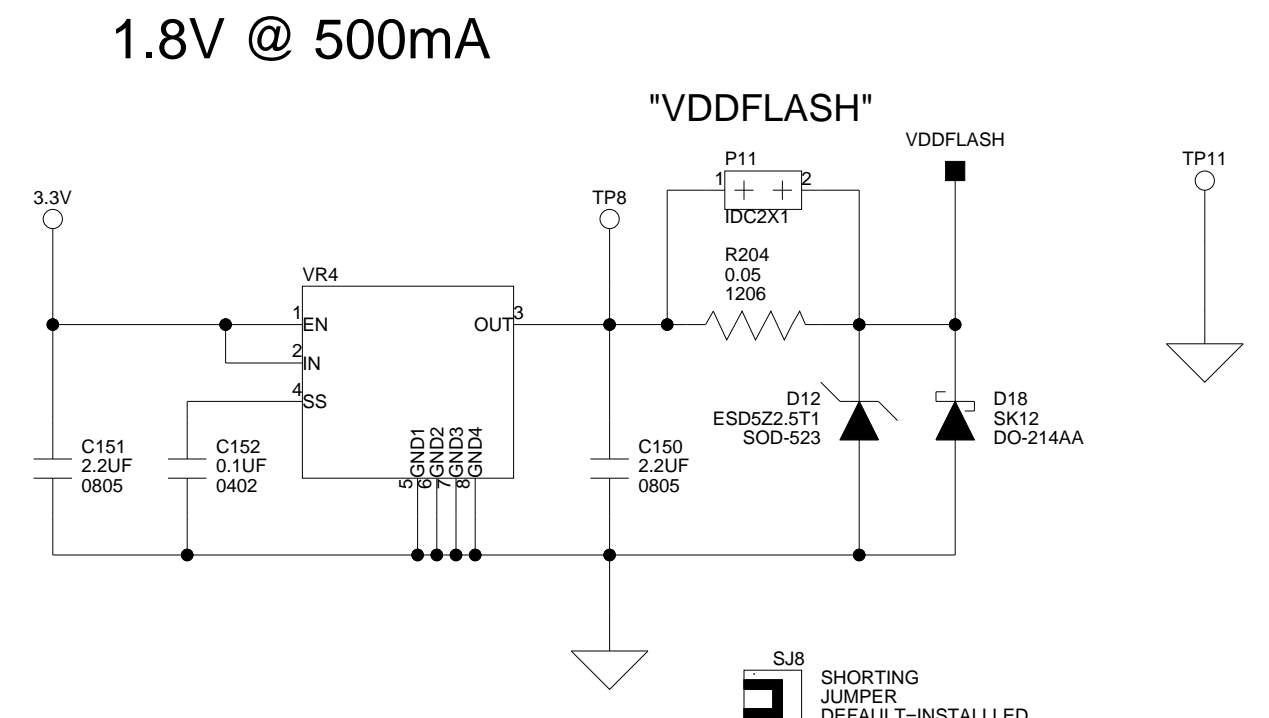 1.8V @ 500mA
"VDDFLASH"
VDDFLASH
P11
TP11
1
2
3.3V
TP8
IDC2X1
R204
0.05
1206
VR4
1
EN
OUT
3
2
IN
4
SS
D12
ESD5Z2.5T1
SOD-523
D18
SK12
DO-214AA
C151
2.2UF
0805
C152
0.1UF
0402
GND1
GND2
GND3
GND4
5
6
7
8
C150
2.2UF
0805
SJ8
SHORTING
JUMPER
DEFAULT=INSTALLED